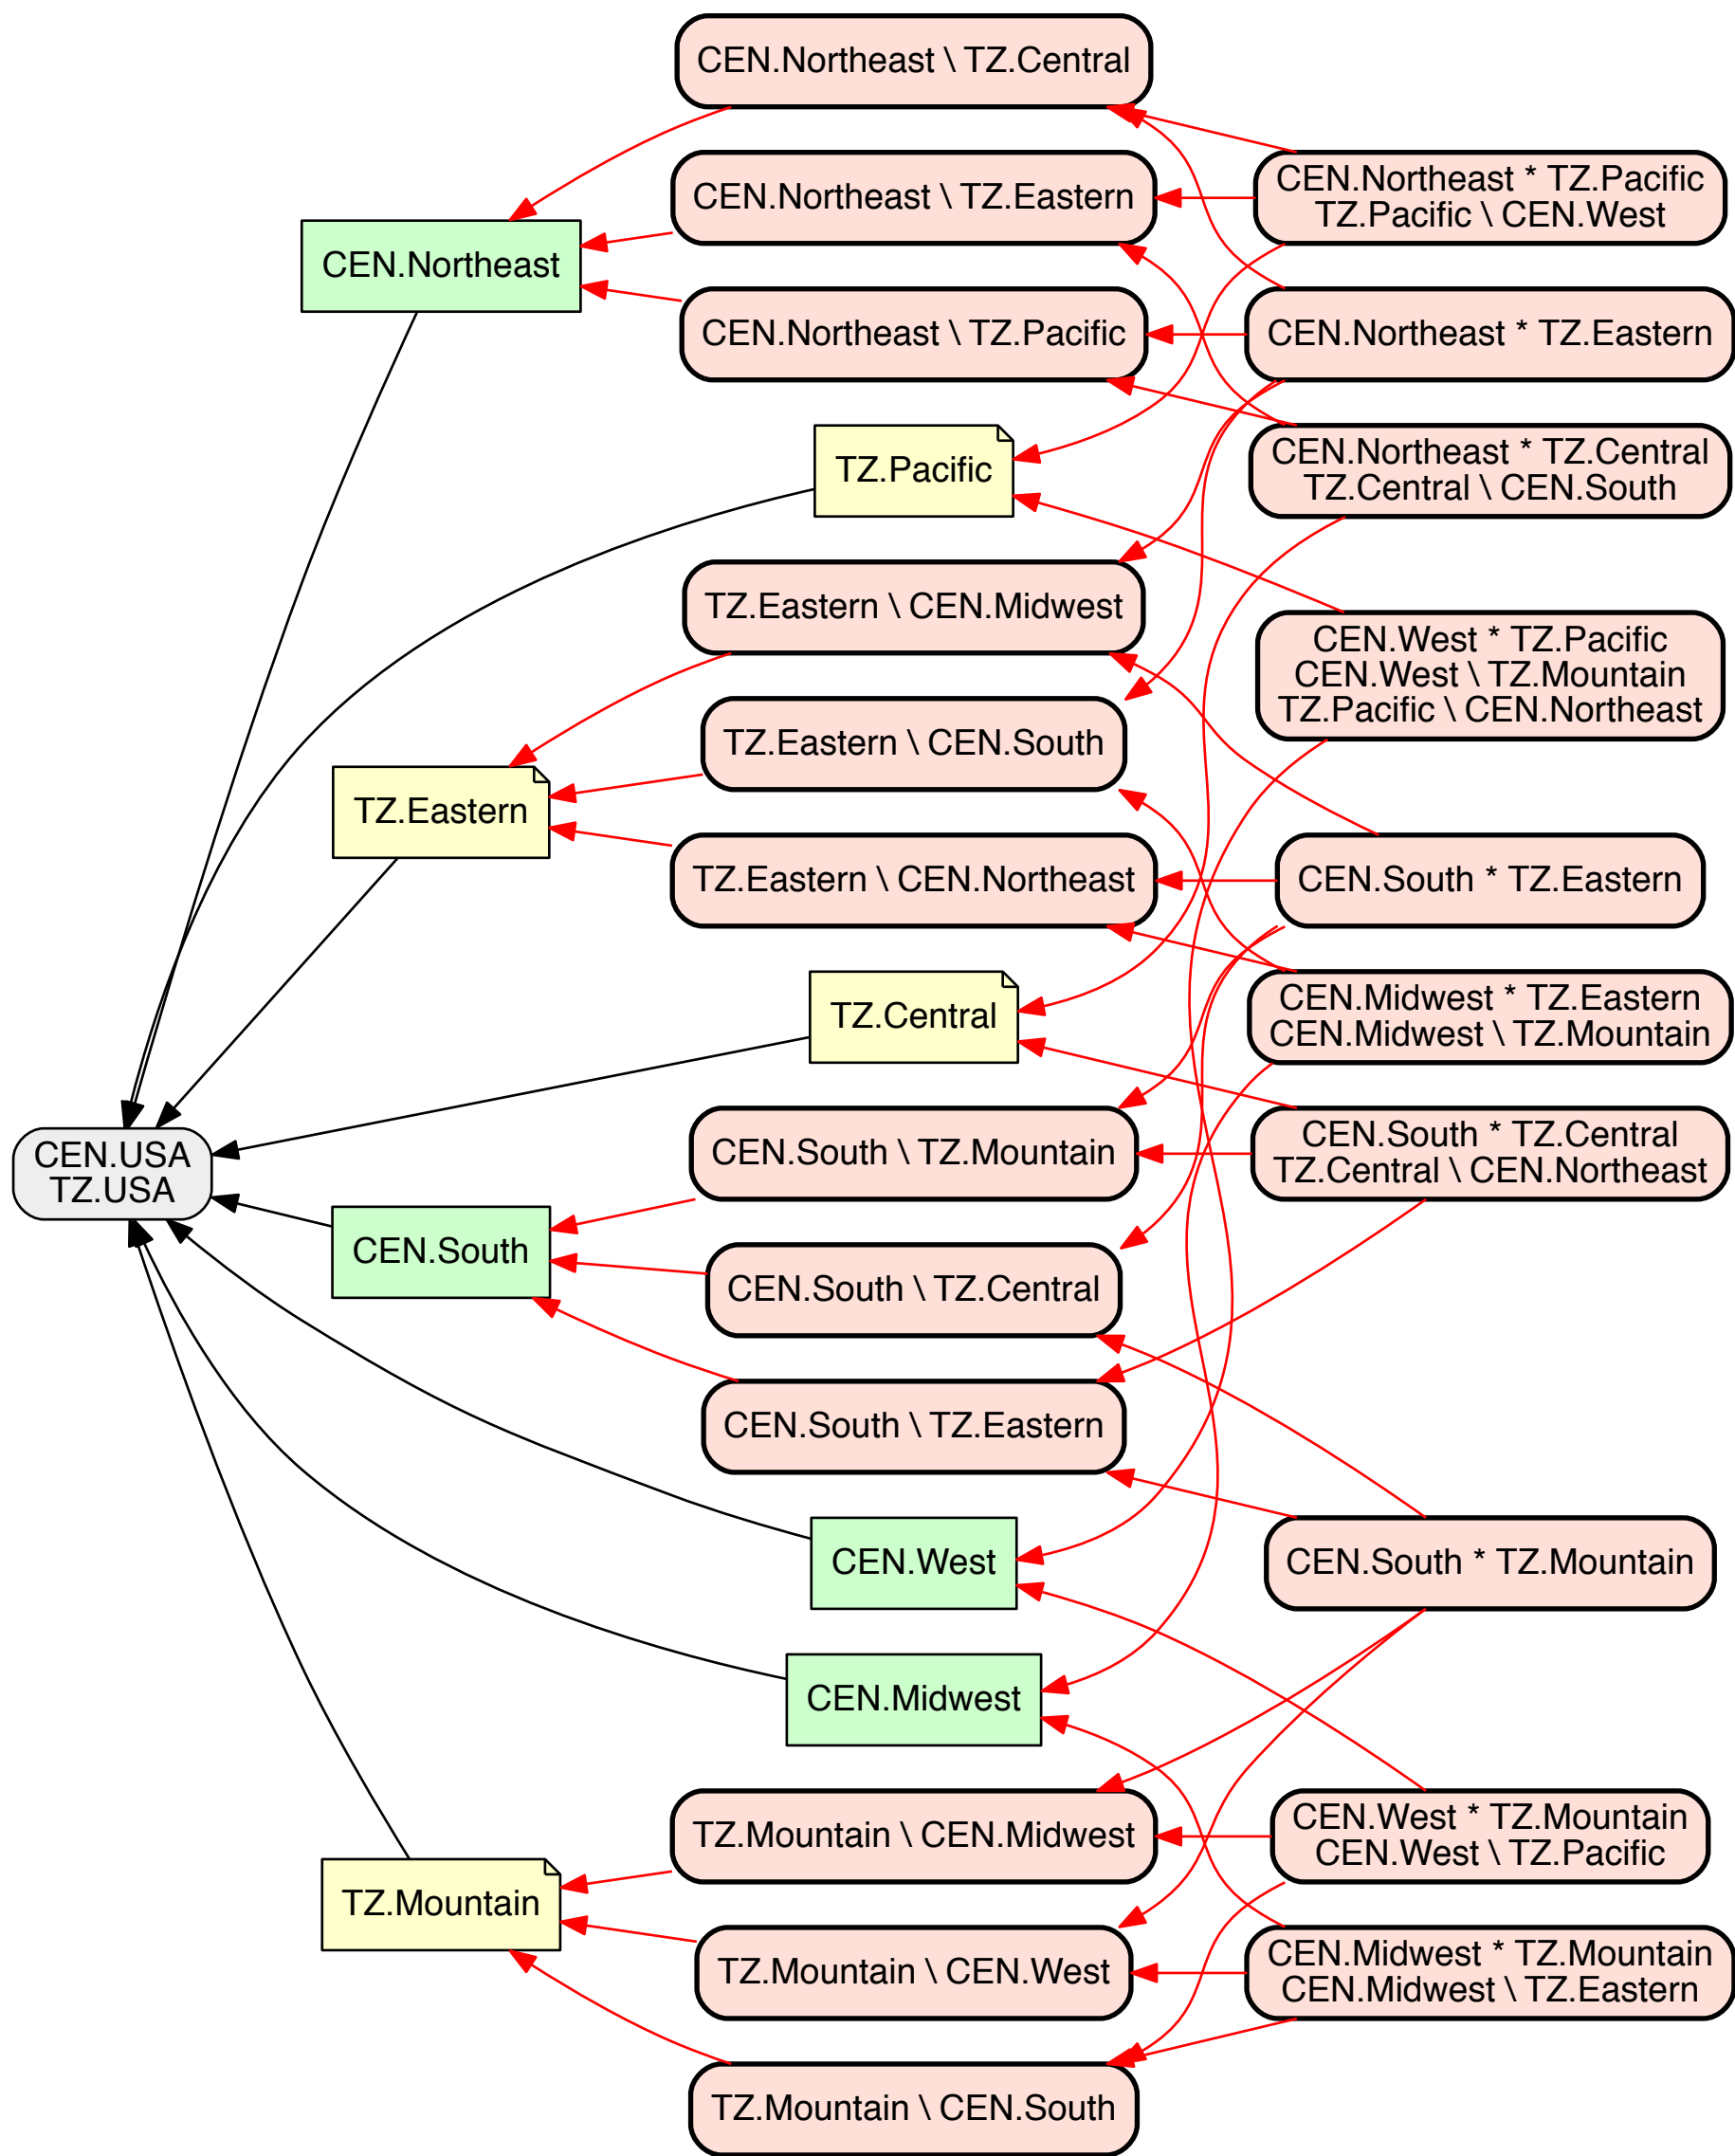 CEN.Northeast \ TZ.Central
CEN.Northeast \ TZ.Eastern
CEN.Northeast * TZ.Pacific
TZ.Pacific \ CEN.West
CEN.Northeast
CEN.Northeast \ TZ.Pacific
CEN.Northeast * TZ.Eastern
TZ.Pacific
CEN.Northeast * TZ.Central
TZ.Central \ CEN.South
TZ.Eastern \ CEN.Midwest
CEN.West * TZ.Pacific
CEN.West \ TZ.Mountain
TZ.Pacific \ CEN.Northeast
TZ.Eastern \ CEN.South
TZ.Eastern
TZ.Eastern \ CEN.Northeast
CEN.South * TZ.Eastern
TZ.Central
CEN.Midwest * TZ.Eastern
CEN.Midwest \ TZ.Mountain
CEN.USA
TZ.USA
CEN.South \ TZ.Mountain
CEN.South * TZ.Central
TZ.Central \ CEN.Northeast
CEN.South
CEN.South \ TZ.Central
CEN.South \ TZ.Eastern
CEN.West
CEN.South * TZ.Mountain
CEN.Midwest
TZ.Mountain \ CEN.Midwest
CEN.West * TZ.Mountain
CEN.West \ TZ.Pacific
TZ.Mountain
TZ.Mountain \ CEN.West
CEN.Midwest * TZ.Mountain
CEN.Midwest \ TZ.Eastern
TZ.Mountain \ CEN.South